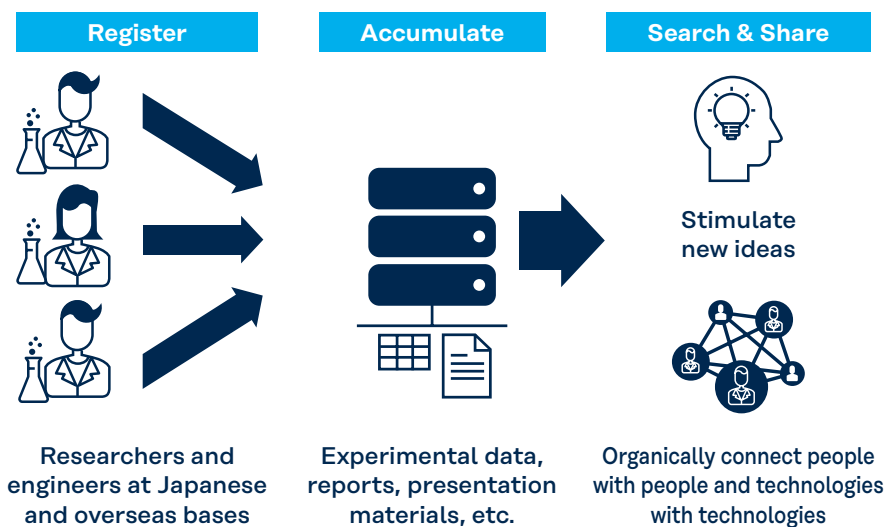 Register
Accumulate
Search & Share
Stimulate
new ideas
Researchers and
engineers at Japanese
and overseas bases
Experimental data,
reports, presentation
materials, etc.
Organically connect people
with people and technologies
with technologies